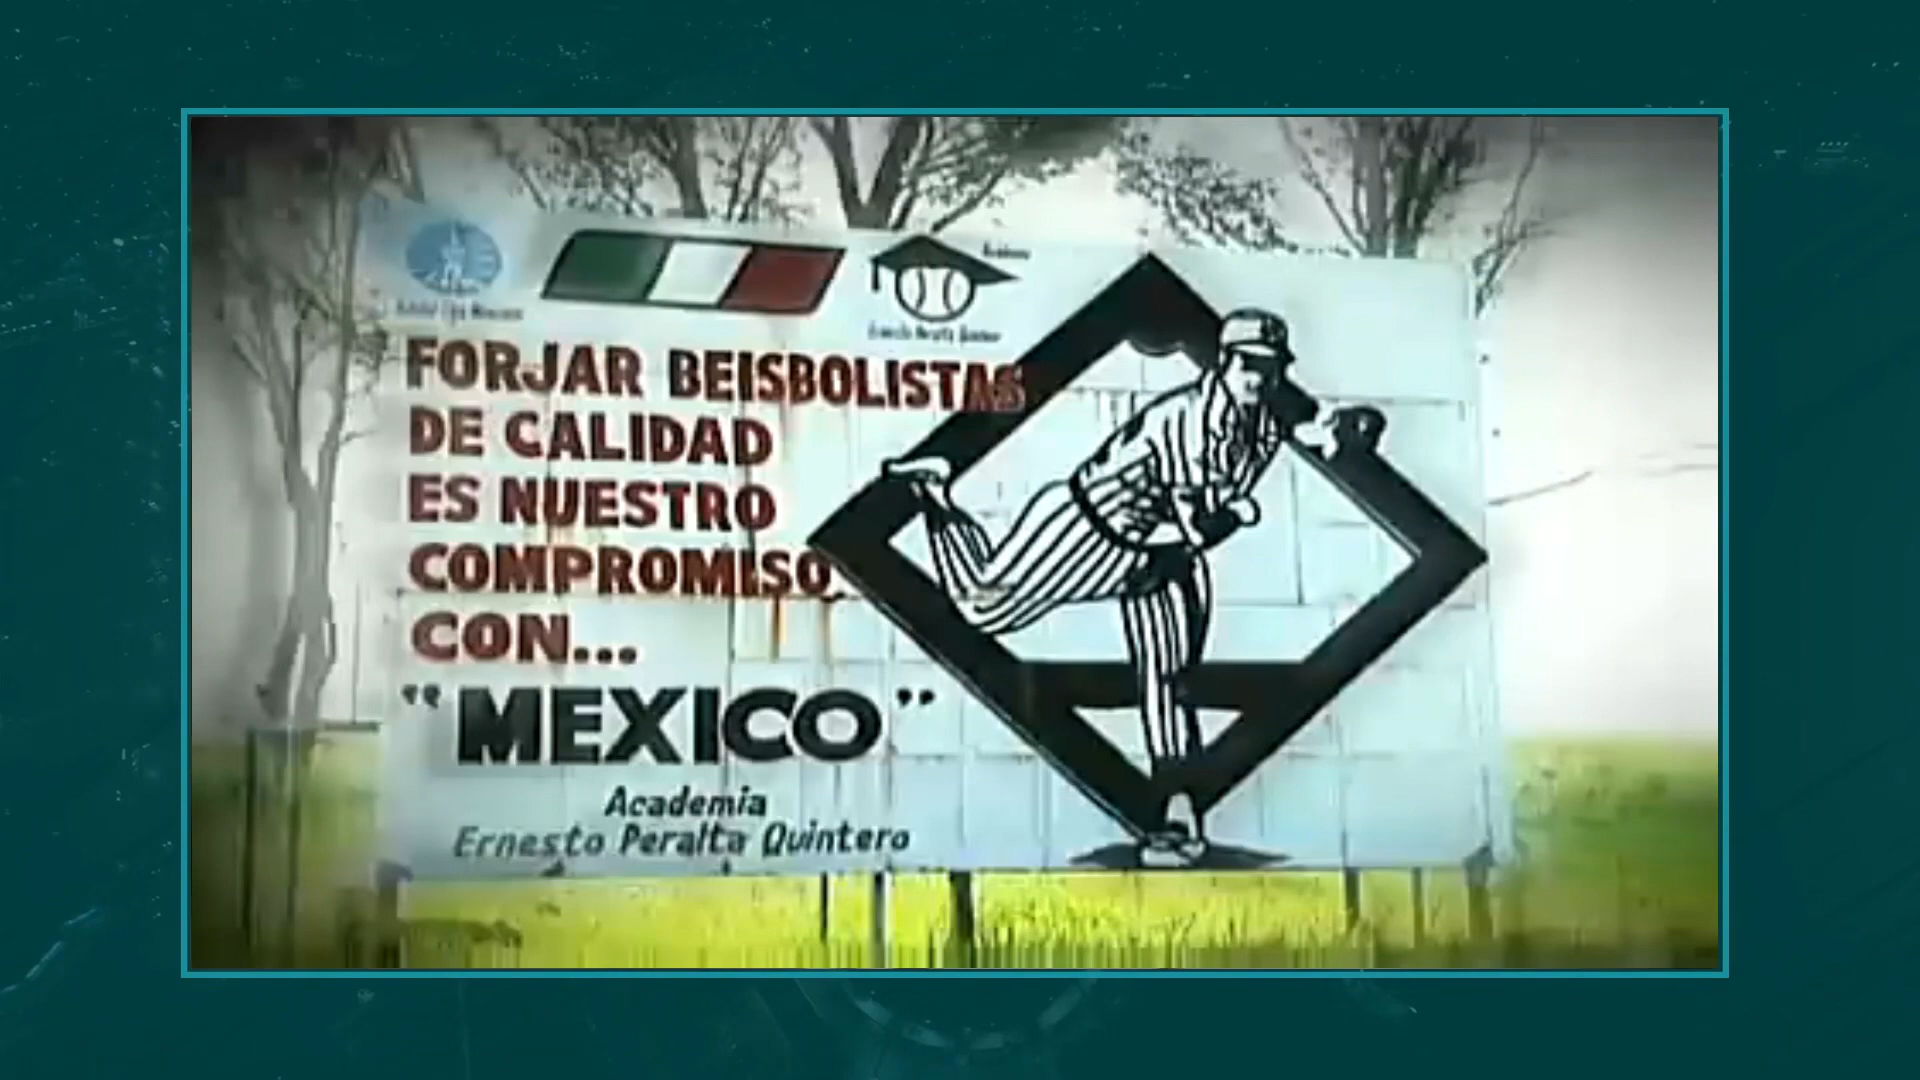 FORJAR BEISBOLISTAS
DE CALIDAD
ES NUESTRO
COMPROMISO
CON...
"MEXICO"
Academia
Ernesto Peralta Quintero